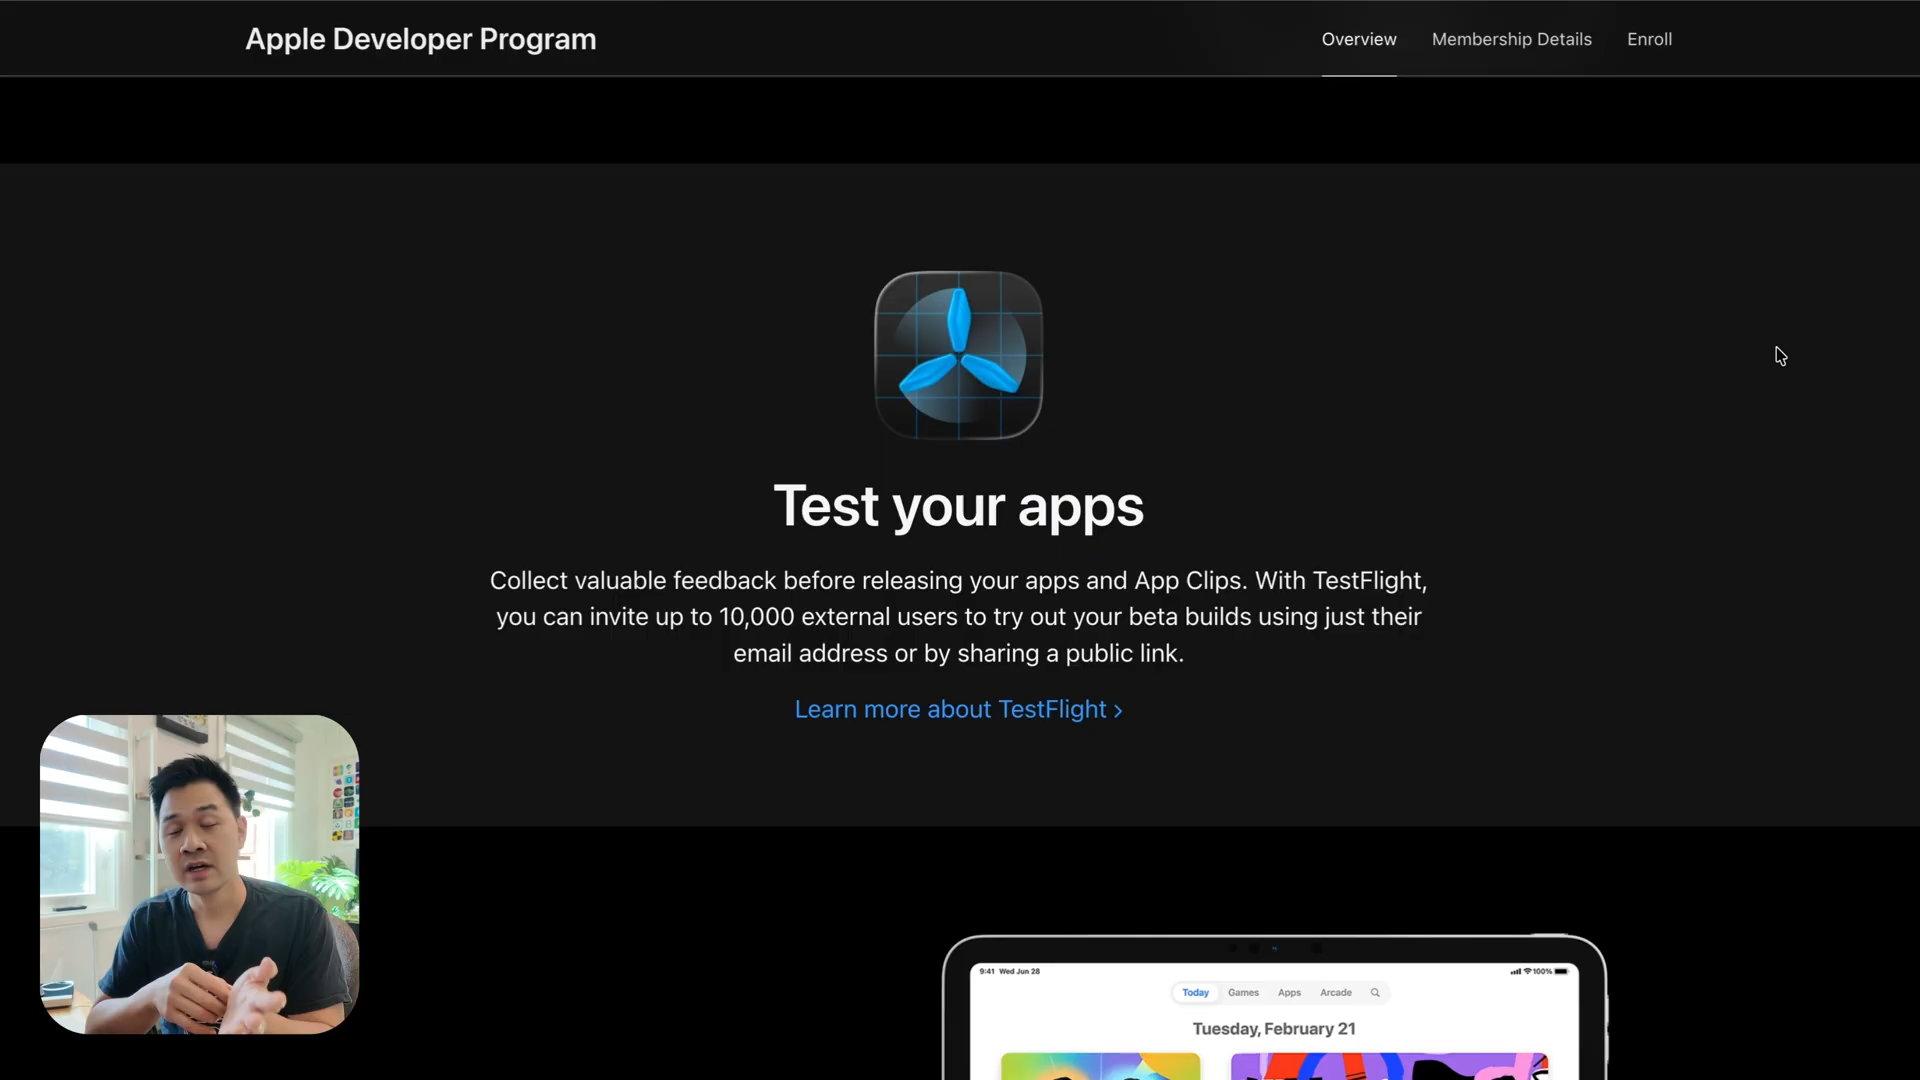 Apple Developer Program
Overview
Membership Details
Enroll
Test your apps
Collect valuable feedback before releasing your apps and App Clips. With TestFlight,
you can invite up to 10,000 external users to try out your beta builds using just their
email address or by sharing a public link.
Learn more about TestFlight ›
9:41 Wed Jun 28
100%
Today
Games
Apps
Arcade
Tuesday, February 21